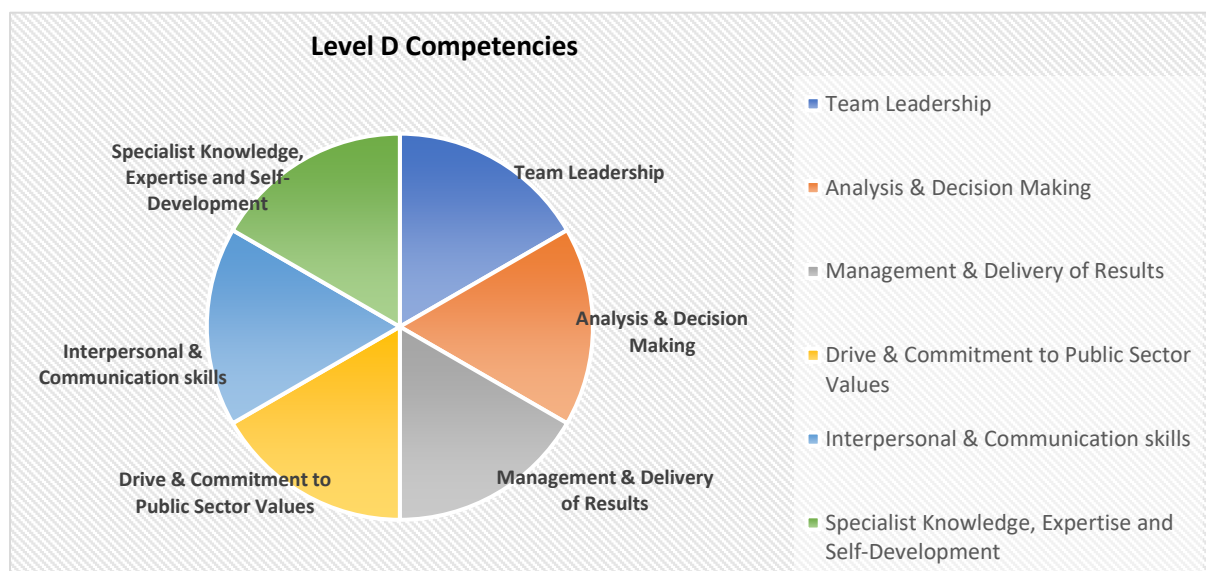 Level D Competencies
Specialist Knowledge,
Expertise and Self-
Development
Team Leadership
Analysis & Decision
Making
Management & Delivery
of Results
Drive & Commitment to
Public Sector Values
Interpersonal &
Communication skills
Team Leadership
Analysis & Decision Making
Management & Delivery of Results
Drive & Commitment to Public Sector
Values
Interpersonal & Communication skills
Specialist Knowledge, Expertise and
Self-Development